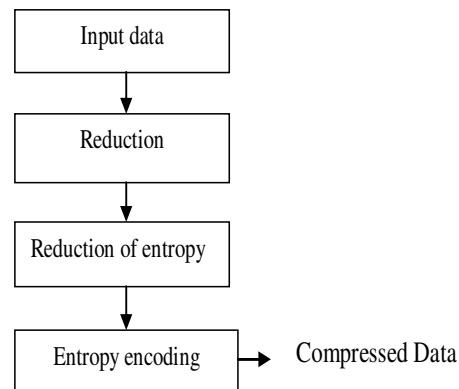 Input data
Reduction
Reduction of entropy
Entropy encoding
Compressed Data